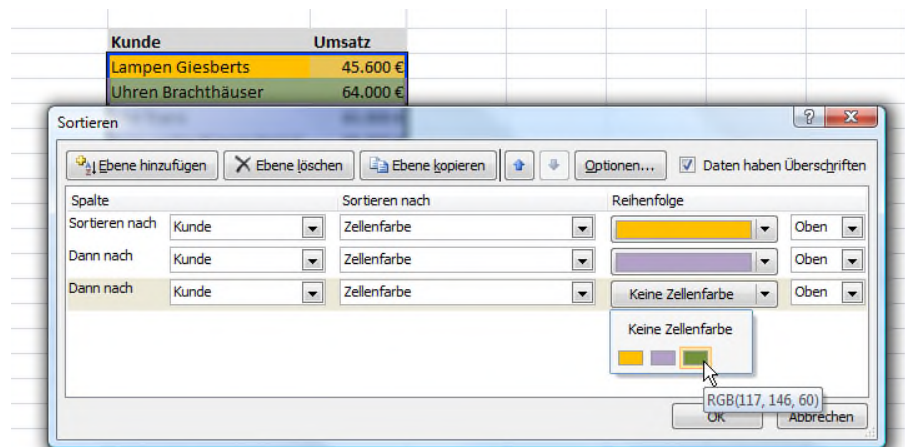 Kunde Umsatz
Lampen Giesberts 45.600 €
Uhren Brachthäuser 64.000 €
Sortieren
Ebene hinzufügen Ebene löschen Ebene kopieren Optionen... Daten haben Überschriften
Spalte Sortieren nach Reihenfolge
Sortieren nach Kunde Zellenfarbe Oben
Dann nach Kunde Zellenfarbe Oben
Dann nach Kunde Zellenfarbe Keine Zellenfarbe Oben
Keine Zellenfarbe
RGB(117, 146, 60)
OK Abbrechen